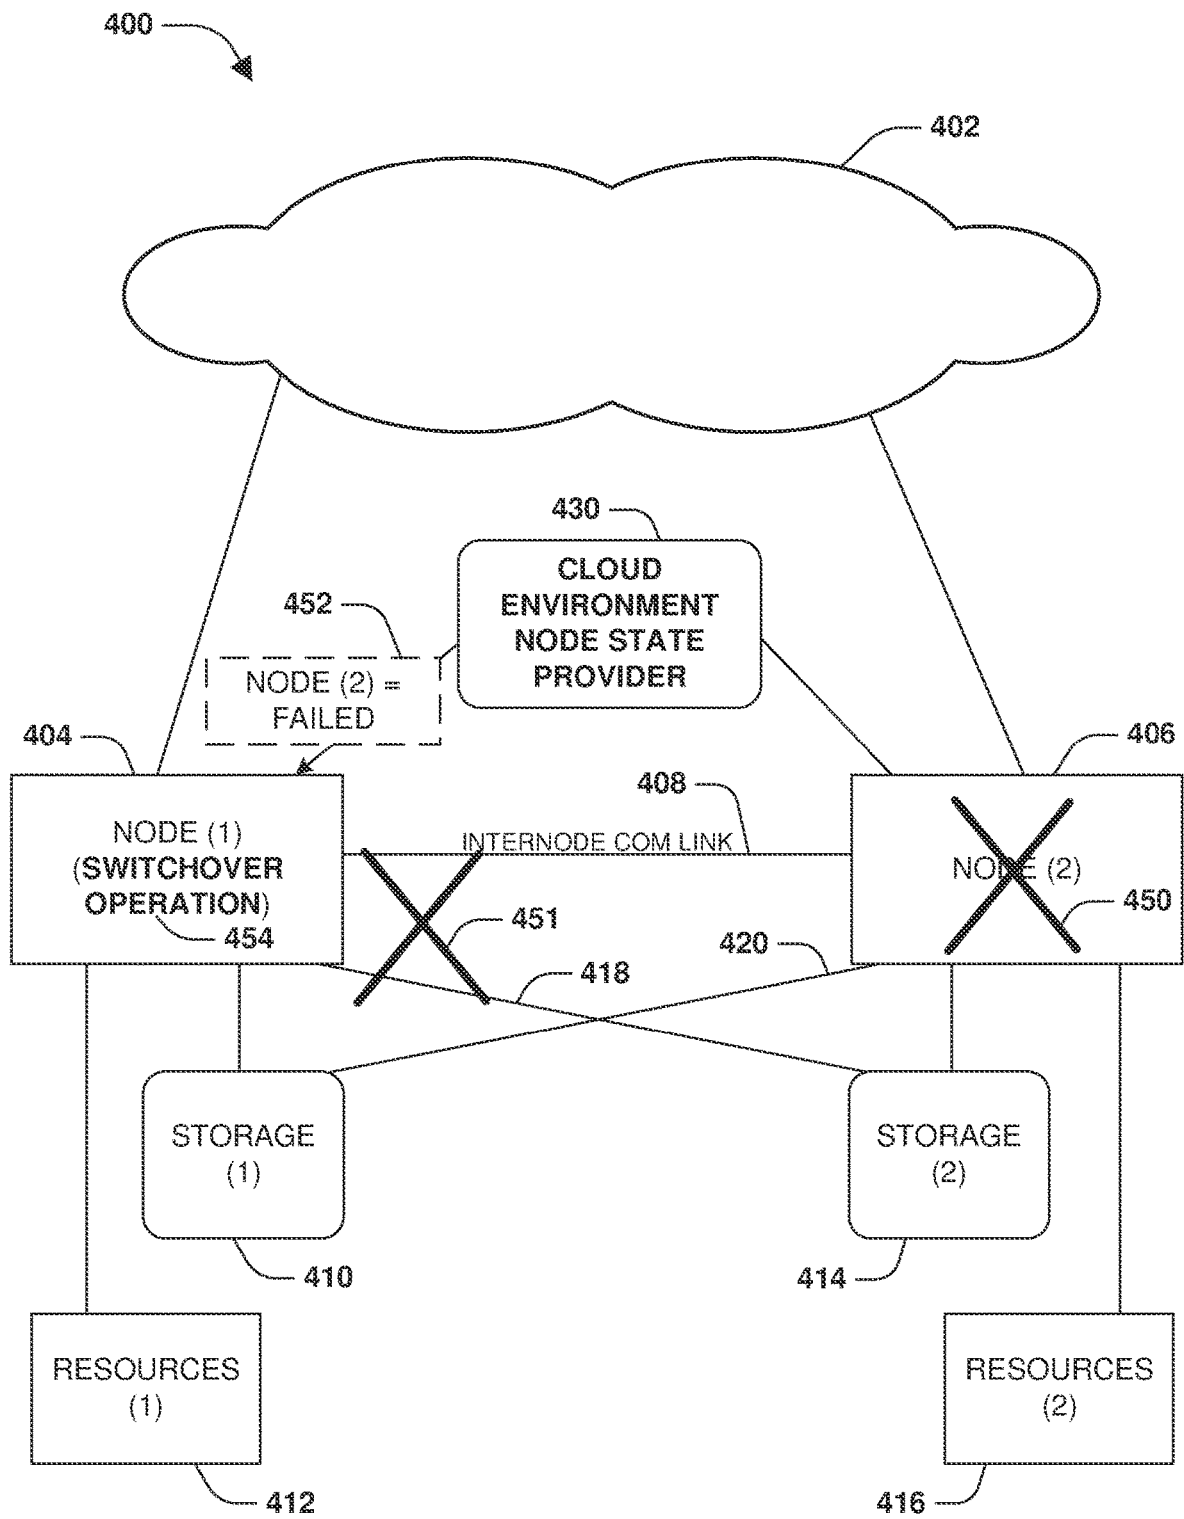 400
402
430
CLOUD
ENVIRONMENT
NODE STATE
PROVIDER
452
NODE (2) =
FAILED
404
406
408
NODE (1)
(SWITCHOVER
OPERATION)
454
INTERNODE COM LINK
NODE (2)
450
451
420
418
STORAGE
(1)
STORAGE
(2)
410
414
RESOURCES
(1)
RESOURCES
(2)
412
416